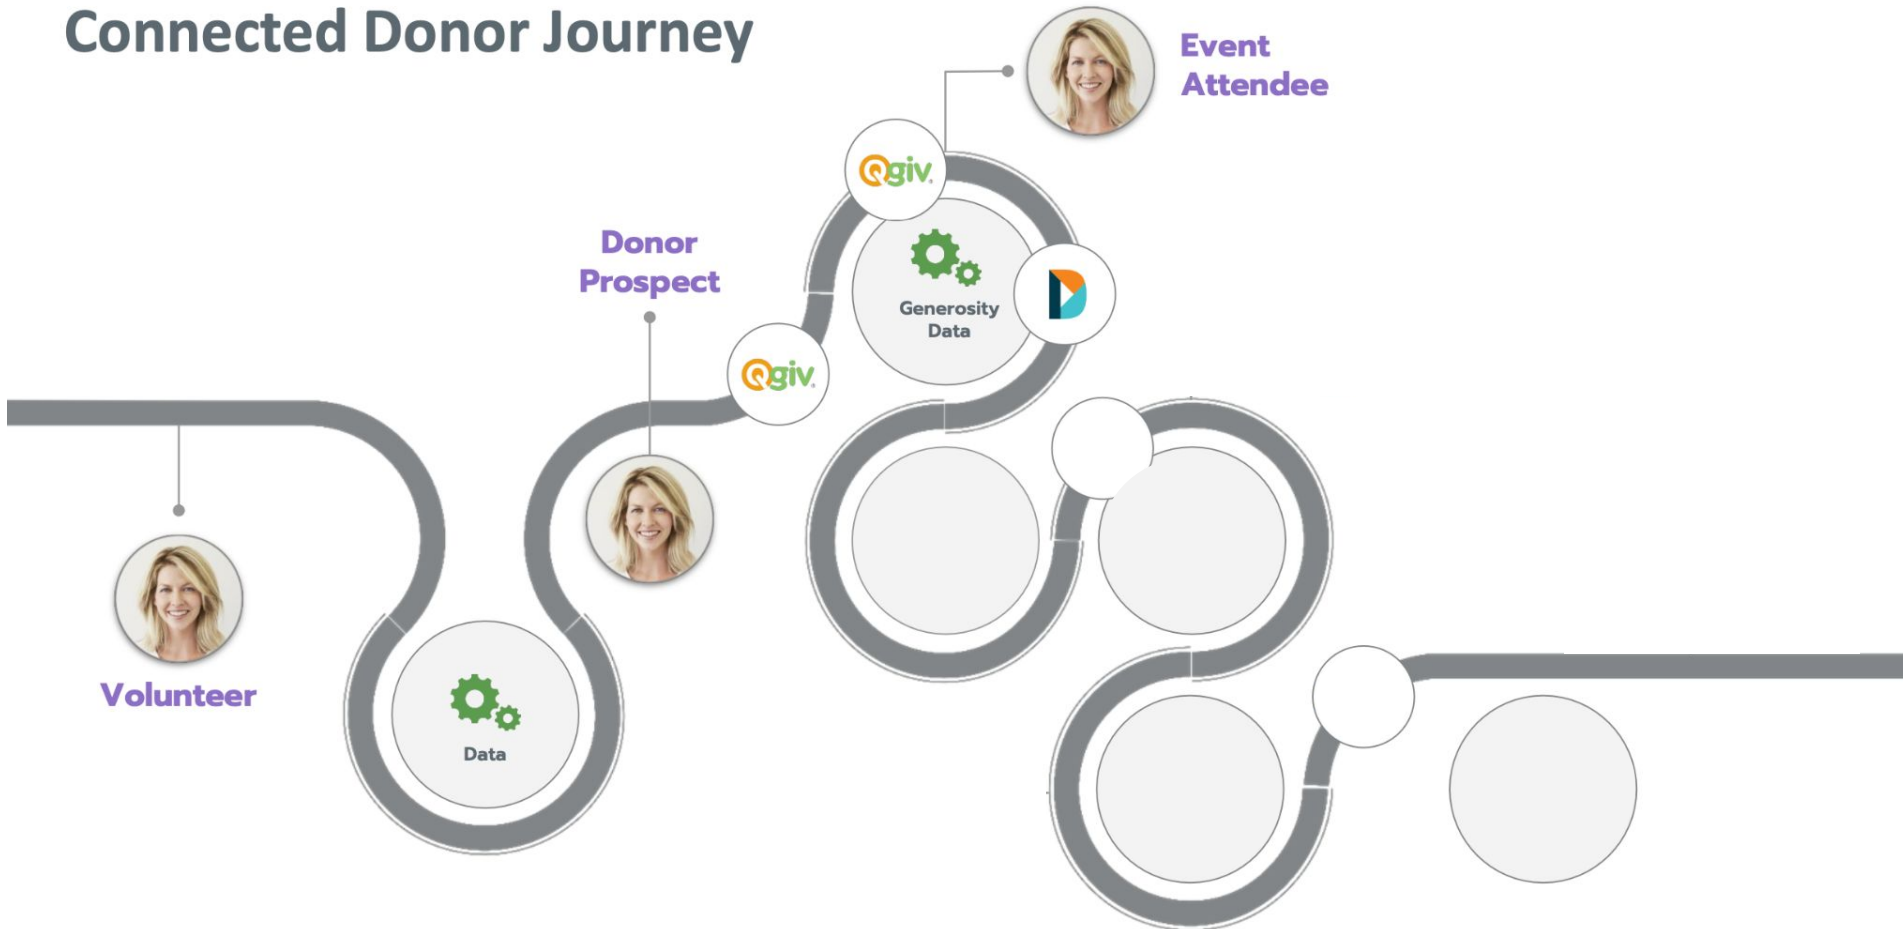 Connected Donor Journey
Event
Attendee
Qgiv
Donor
Prospect
Generosity
Data
Qgiv
Volunteer
Data